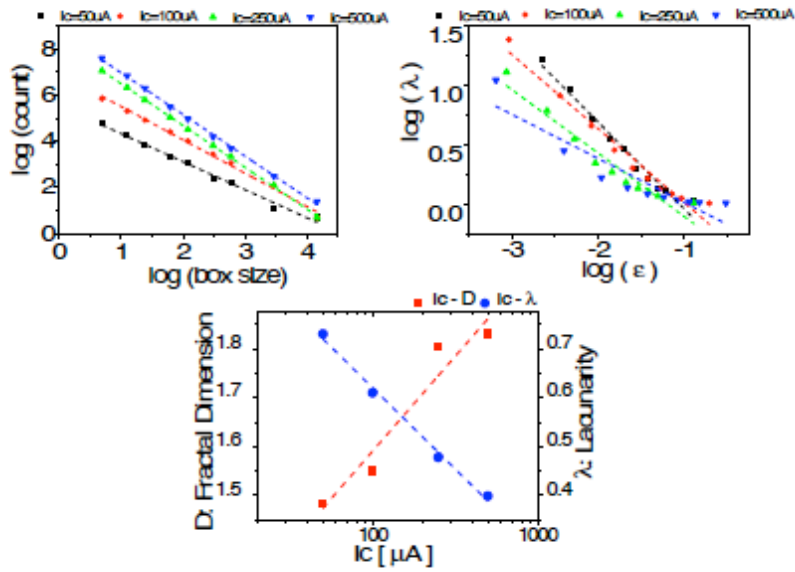 Ic=50uA Ic=100uA Ic=250uA Ic=500uA
log (count)
8
6
4
2
0
0 1 2 3 4
log (box size)
Ic=50uA Ic=100uA Ic=250uA Ic=500uA
log (λ)
1.5
1.0
0.5
0.0
-3 -2 -1
log (ε)
Ic - D Ic - λ
D: Fractal Dimension
1.8
1.7
1.6
1.5
λ: Lacunarity
0.7
0.6
0.5
0.4
100 1000
Ic [ μA ]